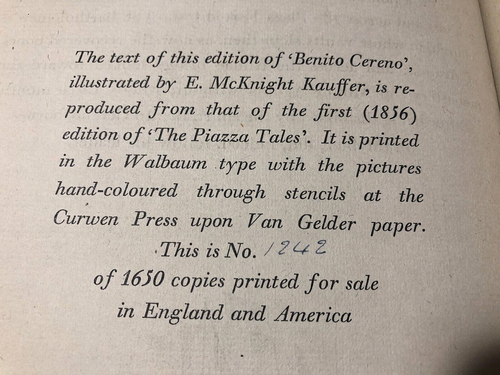 The text of this edition of ‘Benito Cereno’,
illustrated by E. McKnight Kauffer, is re-
produced from that of the first (1856)
edition of ‘The Piazza Tales’. It is printed
in the Walbaum type with the pictures
hand-coloured through stencils at the
Curwen Press upon Van Gelder paper.
This is No. 1242
of 1650 copies printed for sale
in England and America